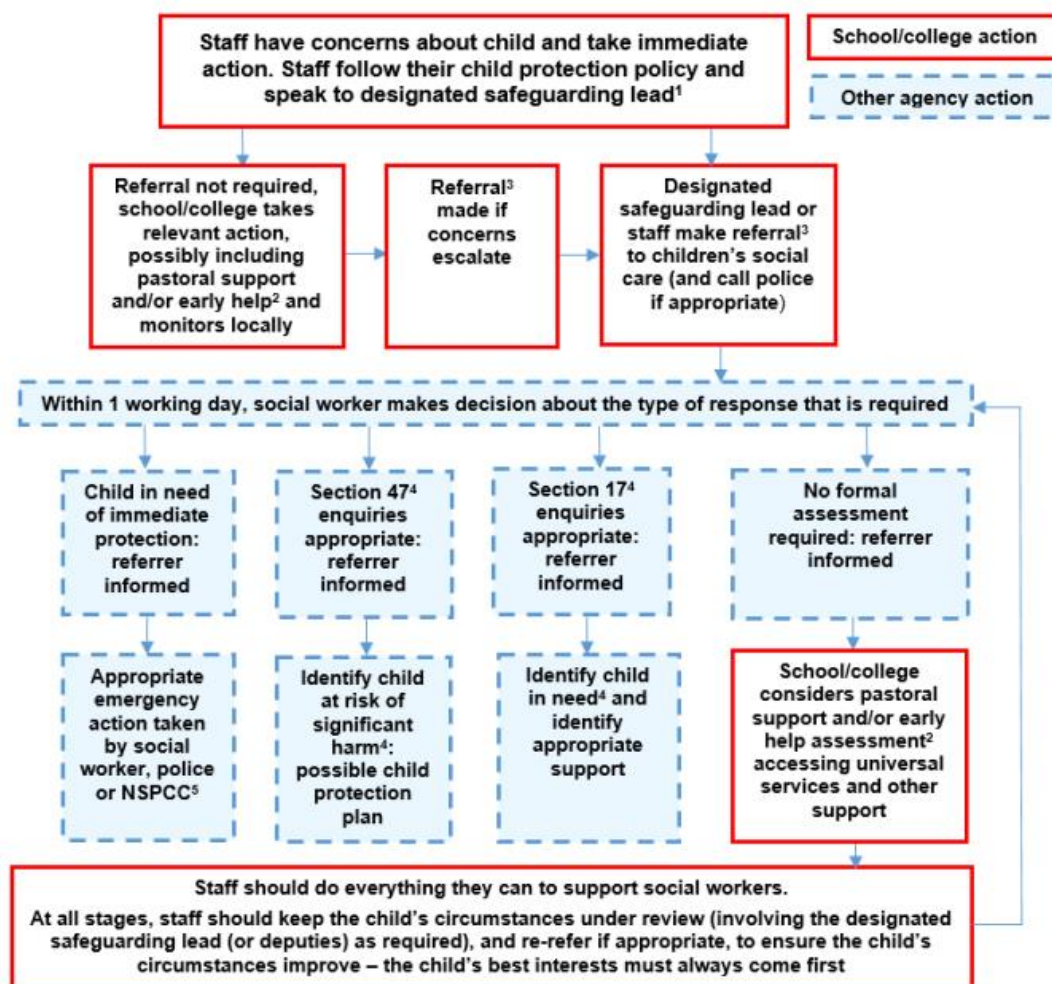 Staff have concerns about child and take immediate
action. Staff follow their child protection policy and
speak to designated safeguarding lead¹
School/college action
Other agency action
Referral not required,
school/college takes
relevant action,
possibly including
pastoral support
and/or early help² and
monitors locally
Referral³
made if
concerns
escalate
Designated
safeguarding lead or
staff make referral³
to children's social
care (and call police
if appropriate)
Within 1 working day, social worker makes decision about the type of response that is required
Child in need
of immediate
protection:
referrer
informed
Section 47⁴
enquiries
appropriate:
referrer
informed
Section 17⁴
enquiries
appropriate:
referrer
informed
No formal
assessment
required: referrer
informed
Appropriate
emergency
action taken
by social
worker, police
or NSPCC⁵
Identify child
at risk of
significant
harm⁴:
possible child
protection
plan
Identify child
in need⁴ and
identify
appropriate
support
School/college
considers pastoral
support and/or early
help assessment²
accessing universal
services and other
support
Staff should do everything they can to support social workers.
At all stages, staff should keep the child's circumstances under review (involving the designated
safeguarding lead (or deputies) as required), and re-refer if appropriate, to ensure the child's
circumstances improve – the child's best interests must always come first